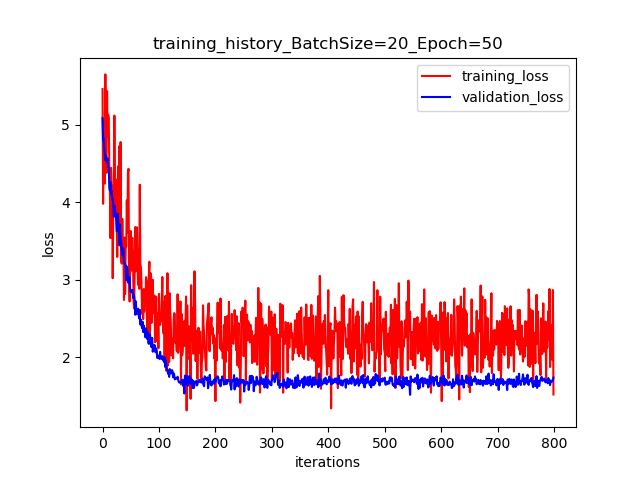 training_history_BatchSize=20_Epoch=50
training_loss
validation_loss
5
4
3
2
loss
0 100 200 300 400 500 600 700 800
iterations